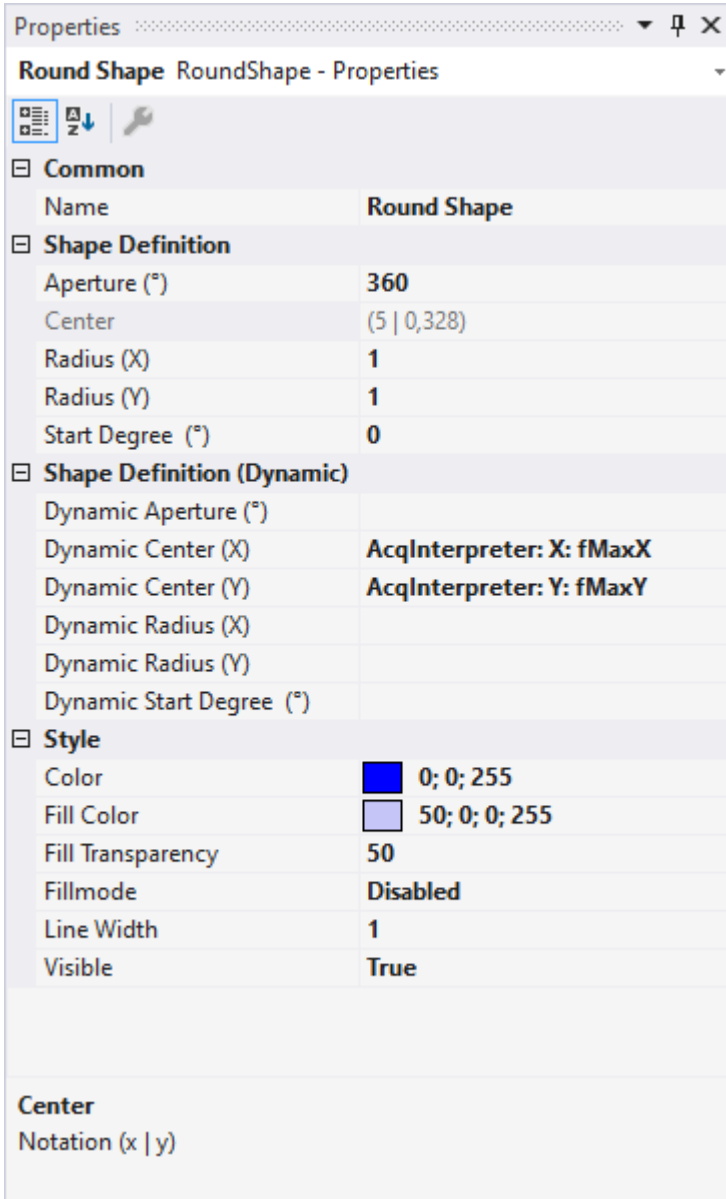 Properties
Round Shape RoundShape - Properties
Common
Name Round Shape
Shape Definition
Aperture (°) 360
Center (5 | 0,328)
Radius (X) 1
Radius (Y) 1
Start Degree (°) 0
Shape Definition (Dynamic)
Dynamic Aperture (°)
Dynamic Center (X) AcqInterpreter: X: fMaxX
Dynamic Center (Y) AcqInterpreter: Y: fMaxY
Dynamic Radius (X)
Dynamic Radius (Y)
Dynamic Start Degree (°)
Style
Color 0; 0; 255
Fill Color 50; 0; 0; 255
Fill Transparency 50
Fillmode Disabled
Line Width 1
Visible True
Center
Notation (x | y)